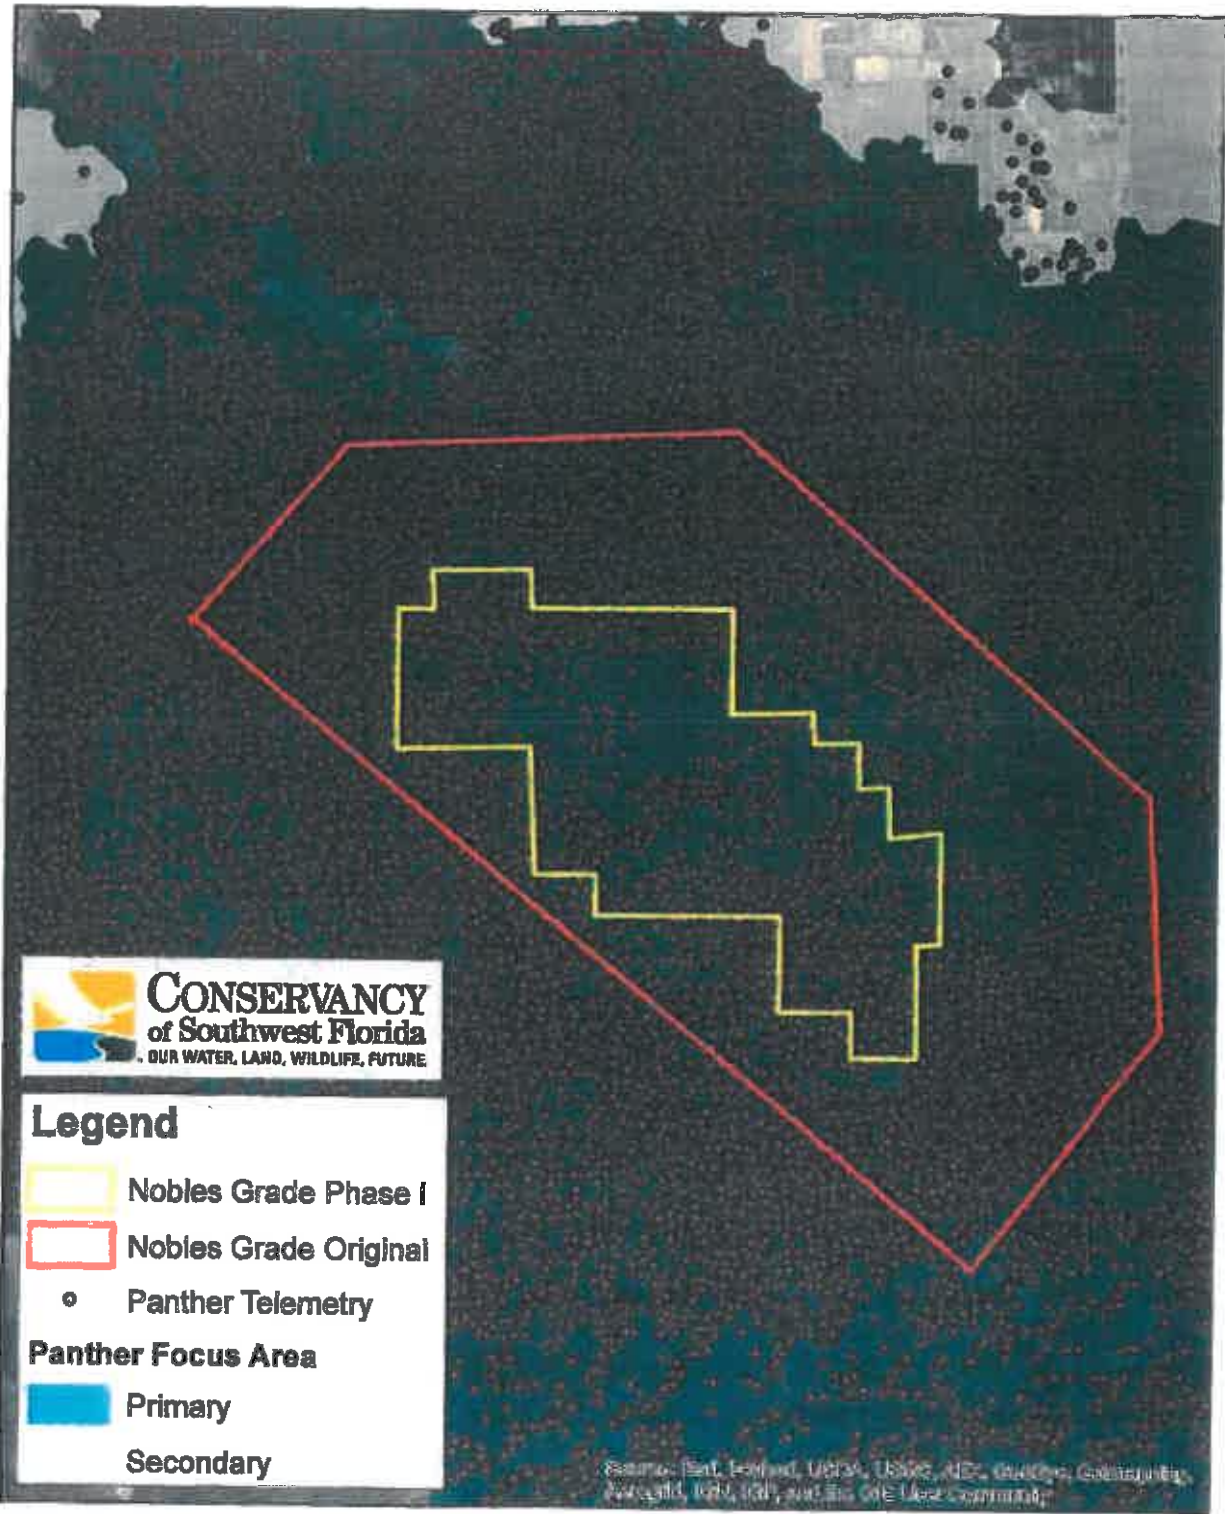 CONSERVANCY
of Southwest Florida
OUR WATER, LAND, WILDLIFE, FUTURE.
Legend
Nobles Grade Phase I
Nobles Grade Original
Panther Telemetry
Panther Focus Area
Primary
Secondary